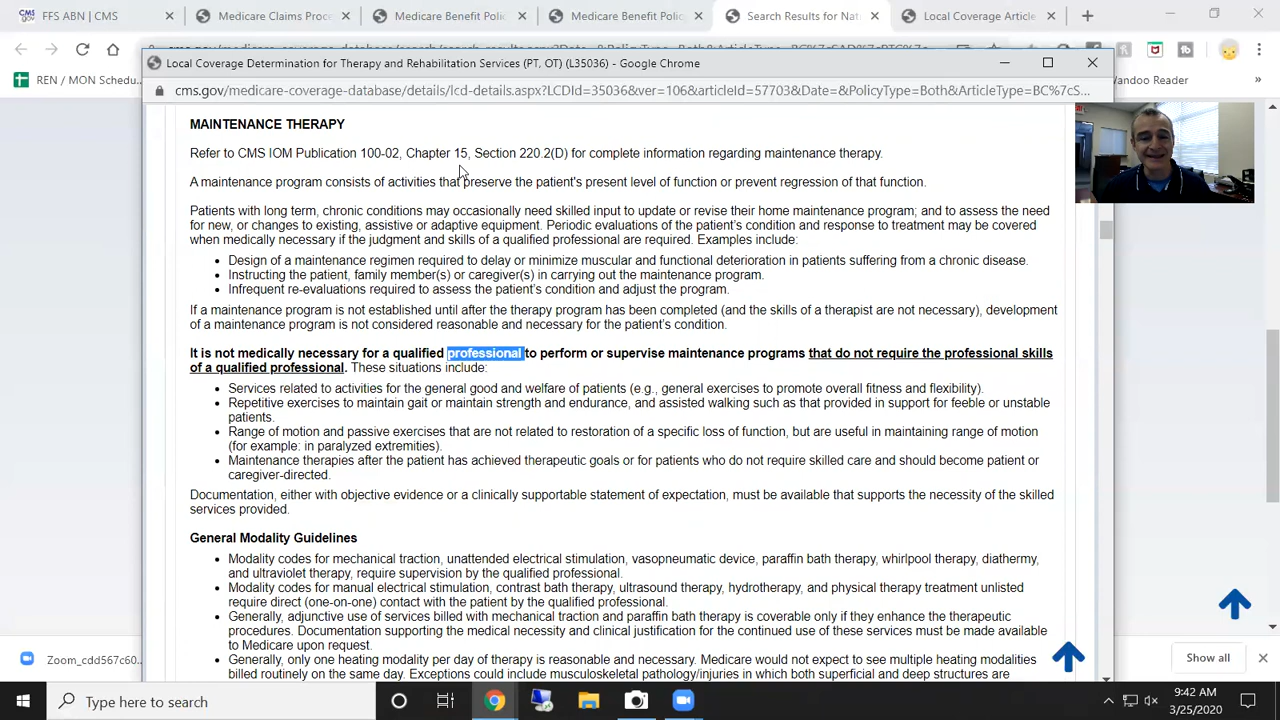 FFS ABN | CMS
Medicare Claims Proce
Medicare Benefit Polic
Medicare Benefit Polic
Search Results for Nat
Local Coverage Article
REN / MON Schedu
Local Coverage Determination for Therapy and Rehabilitation Services (PT, OT) (L35036) - Google Chrome
andoo Reader
cms.gov/medicare-coverage-database/details/lcd-details.aspx?LCDId=35036&ver=106&articleId=57703&Date=&PolicyType=Both&ArticleType=BC%7cS...
MAINTENANCE THERAPY
Refer to CMS IOM Publication 100-02, Chapter 15, Section 220.2(D) for complete information regarding maintenance therapy.
A maintenance program consists of activities that preserve the patient's present level of function or prevent regression of that function.
Patients with long term, chronic conditions may occasionally need skilled input to update or revise their home maintenance program; and to assess the need
for new, or changes to existing, assistive or adaptive equipment. Periodic evaluations of the patient's condition and response to treatment may be covered
when medically necessary if the judgment and skills of a qualified professional are required. Examples include:
Design of a maintenance regimen required to delay or minimize muscular and functional deterioration in patients suffering from a chronic disease.
Instructing the patient, family member(s) or caregiver(s) in carrying out the maintenance program.
Infrequent re-evaluations required to assess the patient's condition and adjust the program.
If a maintenance program is not established until after the therapy program has been completed (and the skills of a therapist are not necessary), development
of a maintenance program is not considered reasonable and necessary for the patient's condition.
It is not medically necessary for a qualified professional to perform or supervise maintenance programs that do not require the professional skills
of a qualified professional. These situations include:
Services related to activities for the general good and welfare of patients (e.g., general exercises to promote overall fitness and flexibility).
Repetitive exercises to maintain gait or maintain strength and endurance, and assisted walking such as that provided in support for feeble or unstable
patients.
Range of motion and passive exercises that are not related to restoration of a specific loss of function, but are useful in maintaining range of motion
(for example: in paralyzed extremities).
Maintenance therapies after the patient has achieved therapeutic goals or for patients who do not require skilled care and should become patient or
caregiver-directed.
Documentation, either with objective evidence or a clinically supportable statement of expectation, must be available that supports the necessity of the skilled
services provided.
General Modality Guidelines
Modality codes for mechanical traction, unattended electrical stimulation, vasopneumatic device, paraffin bath therapy, whirlpool therapy, diathermy,
and ultraviolet therapy, require supervision by the qualified professional.
Modality codes for manual electrical stimulation, contrast bath therapy, ultrasound therapy, hydrotherapy, and physical therapy treatment unlisted
require direct (one-on-one) contact with the patient by the qualified professional.
Generally, adjunctive use of services billed with mechanical traction and paraffin bath therapy is coverable only if they enhance the therapeutic
procedures. Documentation supporting the medical necessity and clinical justification for the continued use of these services must be made available
to Medicare upon request.
Generally, only one heating modality per day of therapy is reasonable and necessary. Medicare would not expect to see multiple heating modalities
billed routinely on the same day. Exceptions could include musculoskeletal pathology/injuries in which both superficial and deep structures are
Zoom_cdd567c60...
Show all
Type here to search
9:42 AM
3/25/2020